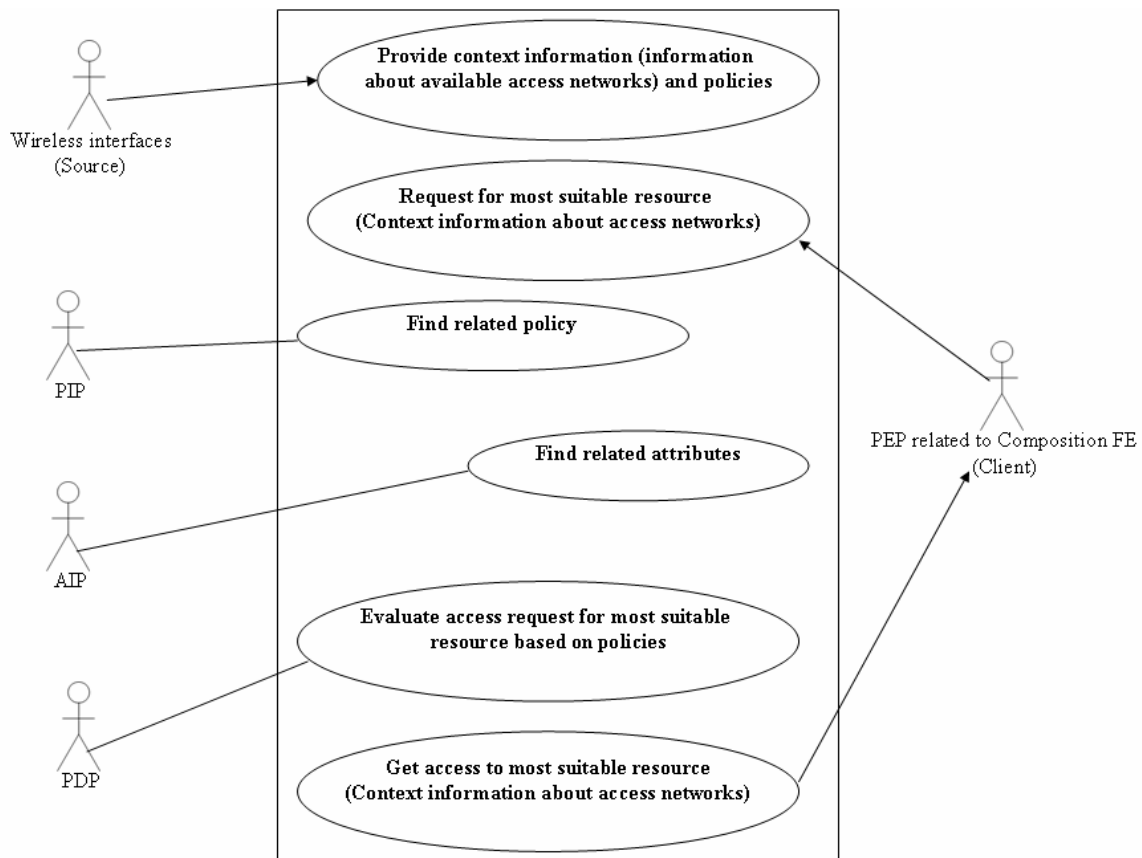 Provide context information (information
about available access networks) and policies
Wireless interfaces
(Source)
Request for most suitable resource
(Context information about access networks)
Find related policy
PIP
PEP related to Composition FE
(Client)
Find related attributes
AIP
Evaluate access request for most suitable
resource based on policies
PDP
Get access to most suitable resource
(Context information about access networks)